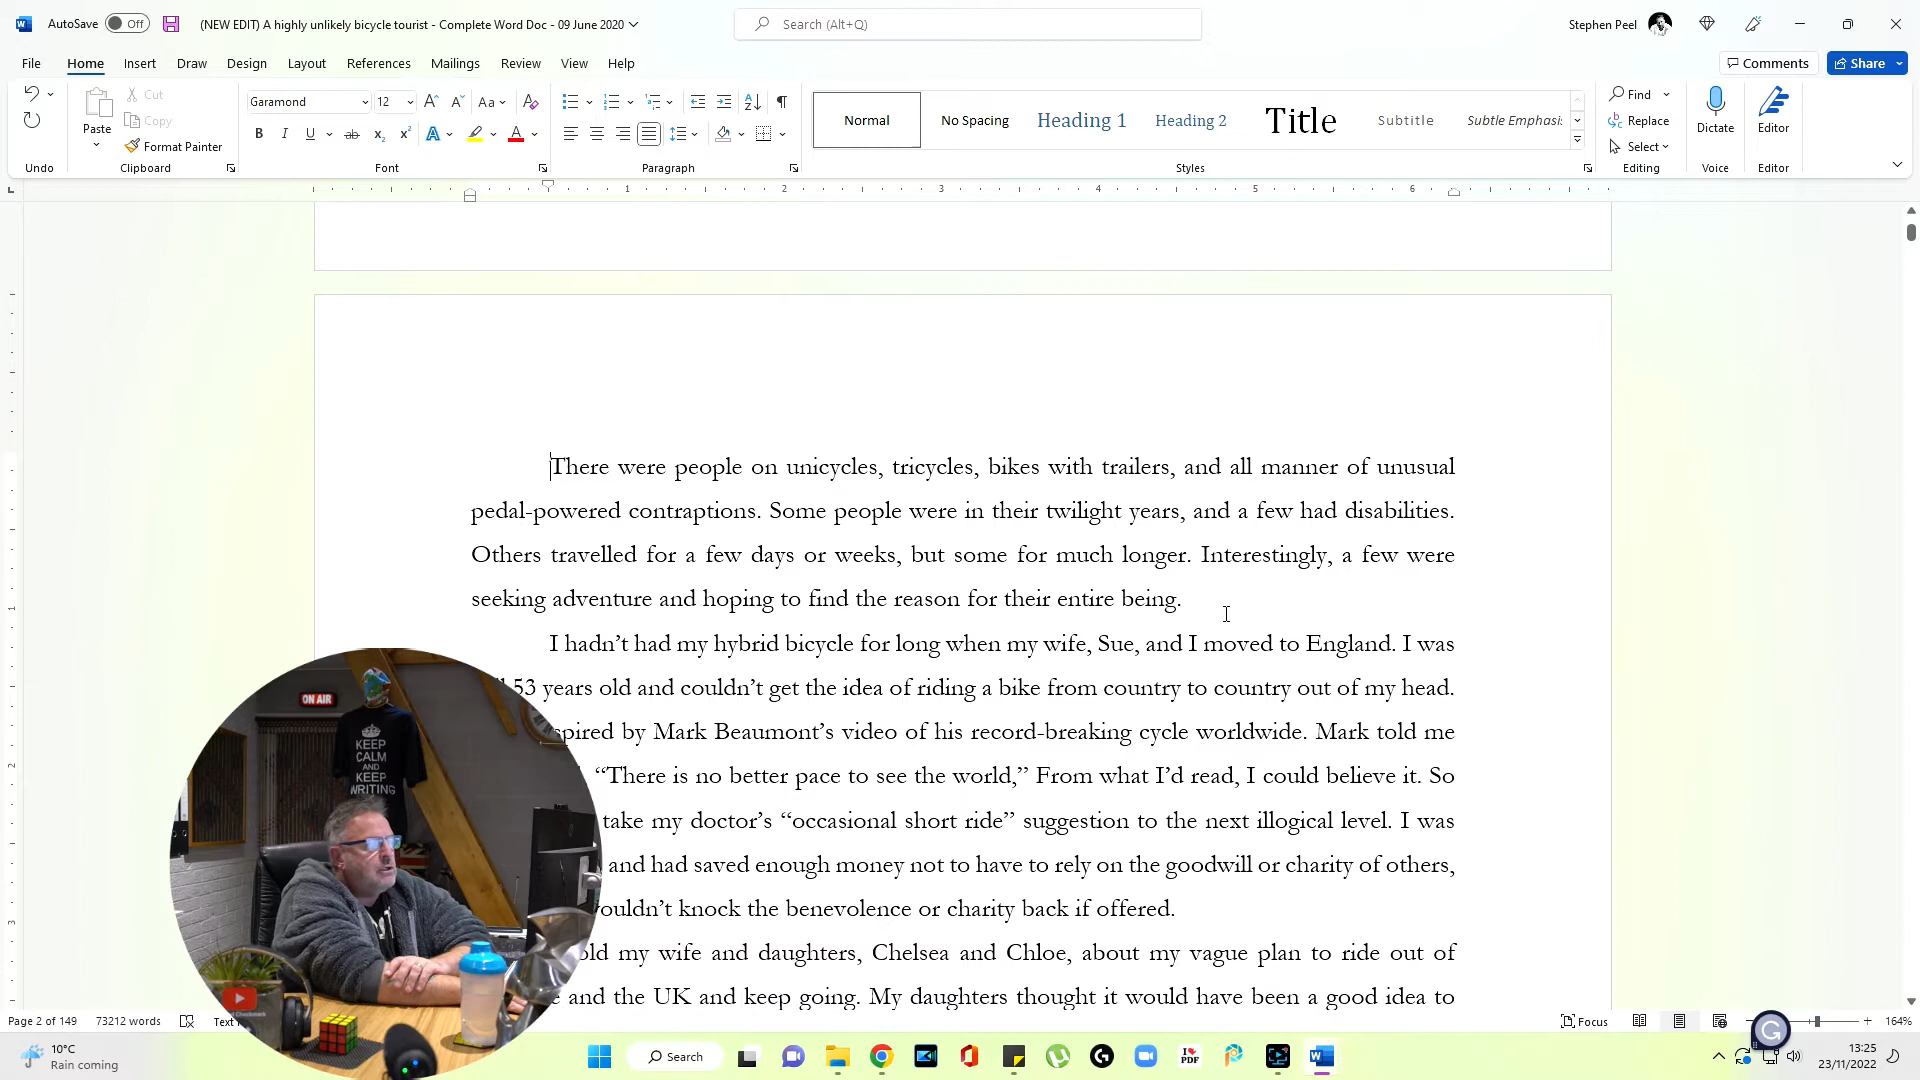 AutoSave Off (NEW EDIT) A highly unlikely bicycle tourist - Complete Word Doc - 09 June 2020 Search (Alt+Q) Stephen Peel
File Home Insert Draw Design Layout References Mailings Review View Help Comments Share
Paste Cut Copy Format Painter
Garamond 12 Aa
B I U ab x₂ x² A A
Normal No Spacing Heading 1 Heading 2 Title Subtitle Subtle Emphasis
Find Replace Select Dictate Editor
Undo Clipboard Font Paragraph Styles Editing Voice Editor
1 2 3 4 5 6
There were people on unicycles, tricycles, bikes with trailers, and all manner of unusual
pedal-powered contraptions. Some people were in their twilight years, and a few had disabilities.
Others travelled for a few days or weeks, but some for much longer. Interestingly, a few were
seeking adventure and hoping to find the reason for their entire being.
I hadn’t had my hybrid bicycle for long when my wife, Sue, and I moved to England. I was
53 years old and couldn’t get the idea of riding a bike from country to country out of my head.
by Mark Beaumont’s video of his record-breaking cycle worldwide. Mark told me
“There is no better pace to see the world,” From what I’d read, I could believe it. So
take my doctor’s “occasional short ride” suggestion to the next illogical level. I was
and had saved enough money not to have to rely on the goodwill or charity of others,
knock the benevolence or charity back if offered.
my wife and daughters, Chelsea and Chloe, about my vague plan to ride out of
and the UK and keep going. My daughters thought it would have been a good idea to
ON AIR
KEEP
CALM
AND
KEEP
WRITING
1
2
3
Page 2 of 149 73212 words Focus 164%
10°C
Rain coming
Search
I PDF
G
13:25
23/11/2022